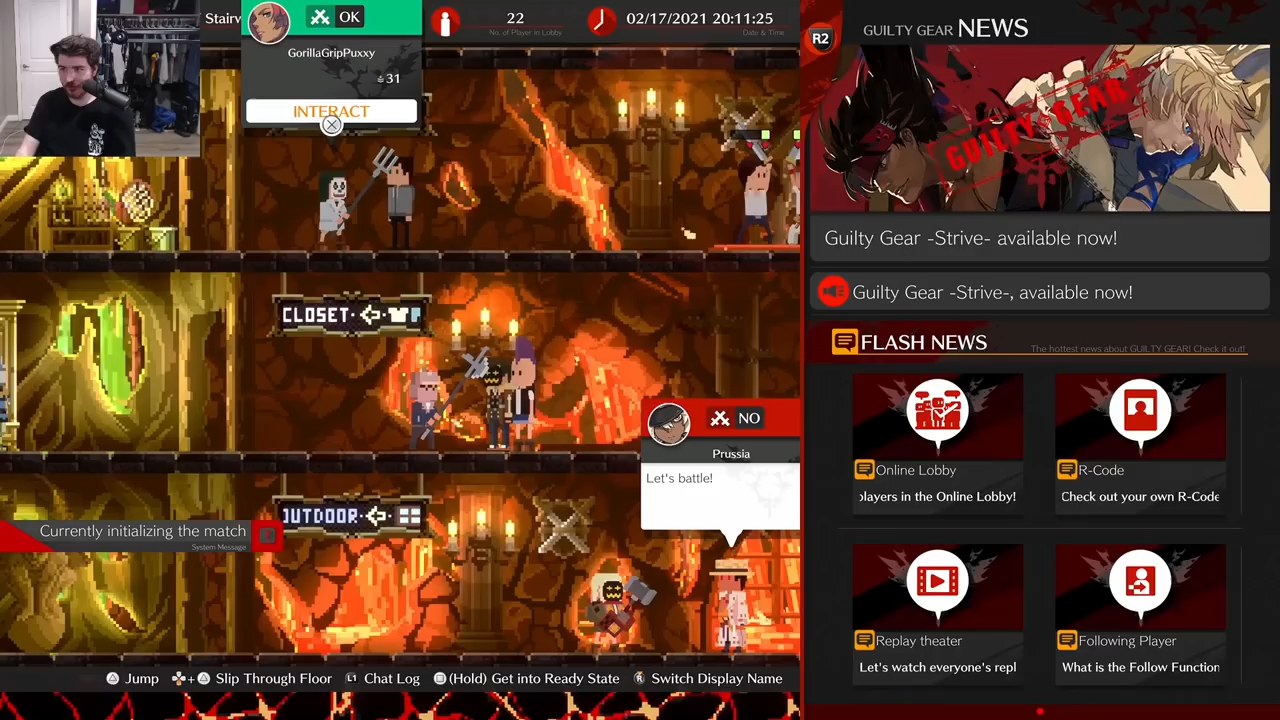 Stairw
OK
22
No. of Player in Lobby
02/17/2021 20:11:25
Date & Time
GorillaGripPuxxy
31
INTERACT
CLOSET
NO
Prussia
Let's battle!
OUTDOOR
Currently initializing the match
System Message
Jump
+
Slip Through Floor
L1 Chat Log
(Hold) Get into Ready State
R Switch Display Name
R2
GUILTY GEAR NEWS
GUILTY GEAR
Guilty Gear -Strive- available now!
Guilty Gear -Strive-, available now!
FLASH NEWS
The hottest news about GUILTY GEAR! Check it out!
Online Lobby
players in the Online Lobby!
R-Code
Check out your own R-Code
Replay theater
Let's watch everyone's repl
Following Player
What is the Follow Function